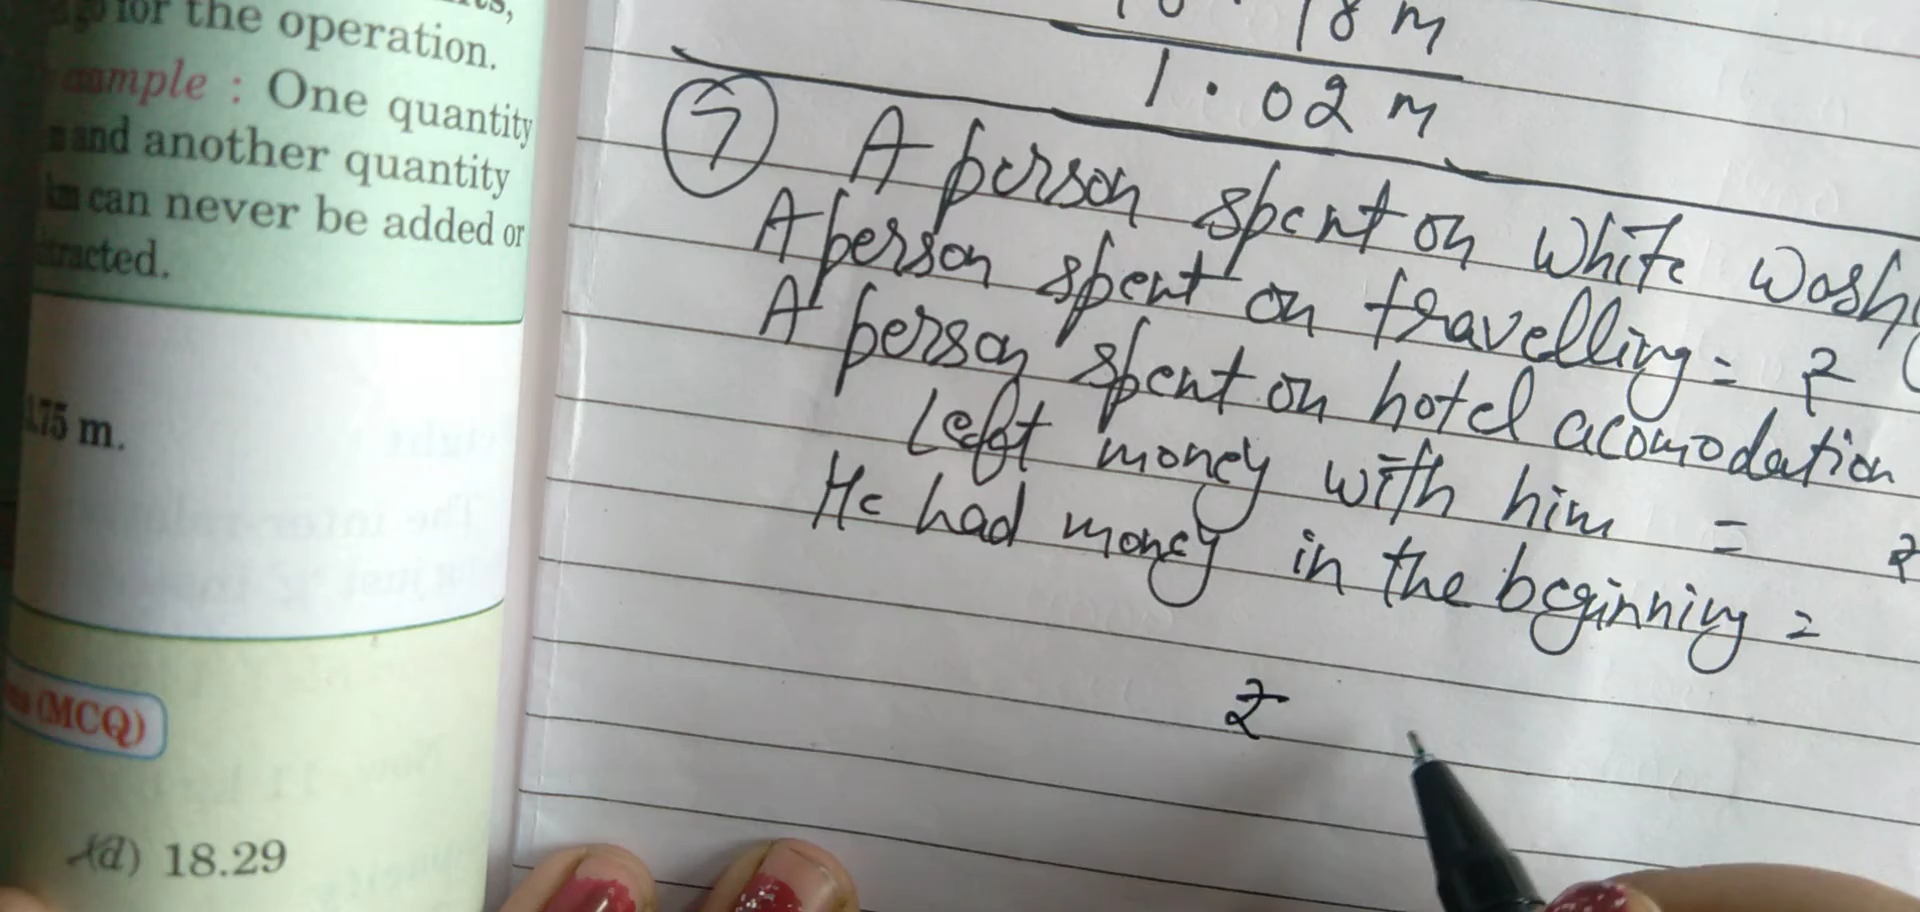 for the operation.
ample : One quantity
and another quantity
can never be added or
tracted.
.75 m.
(MCQ)
(d) 18.29
18 m
1.02 m
7 A person spent on white wash
A person spent on travelling = ₹
A person spent on hotel acomodation
Left money with him = ₹
He had money in the beginning =
₹